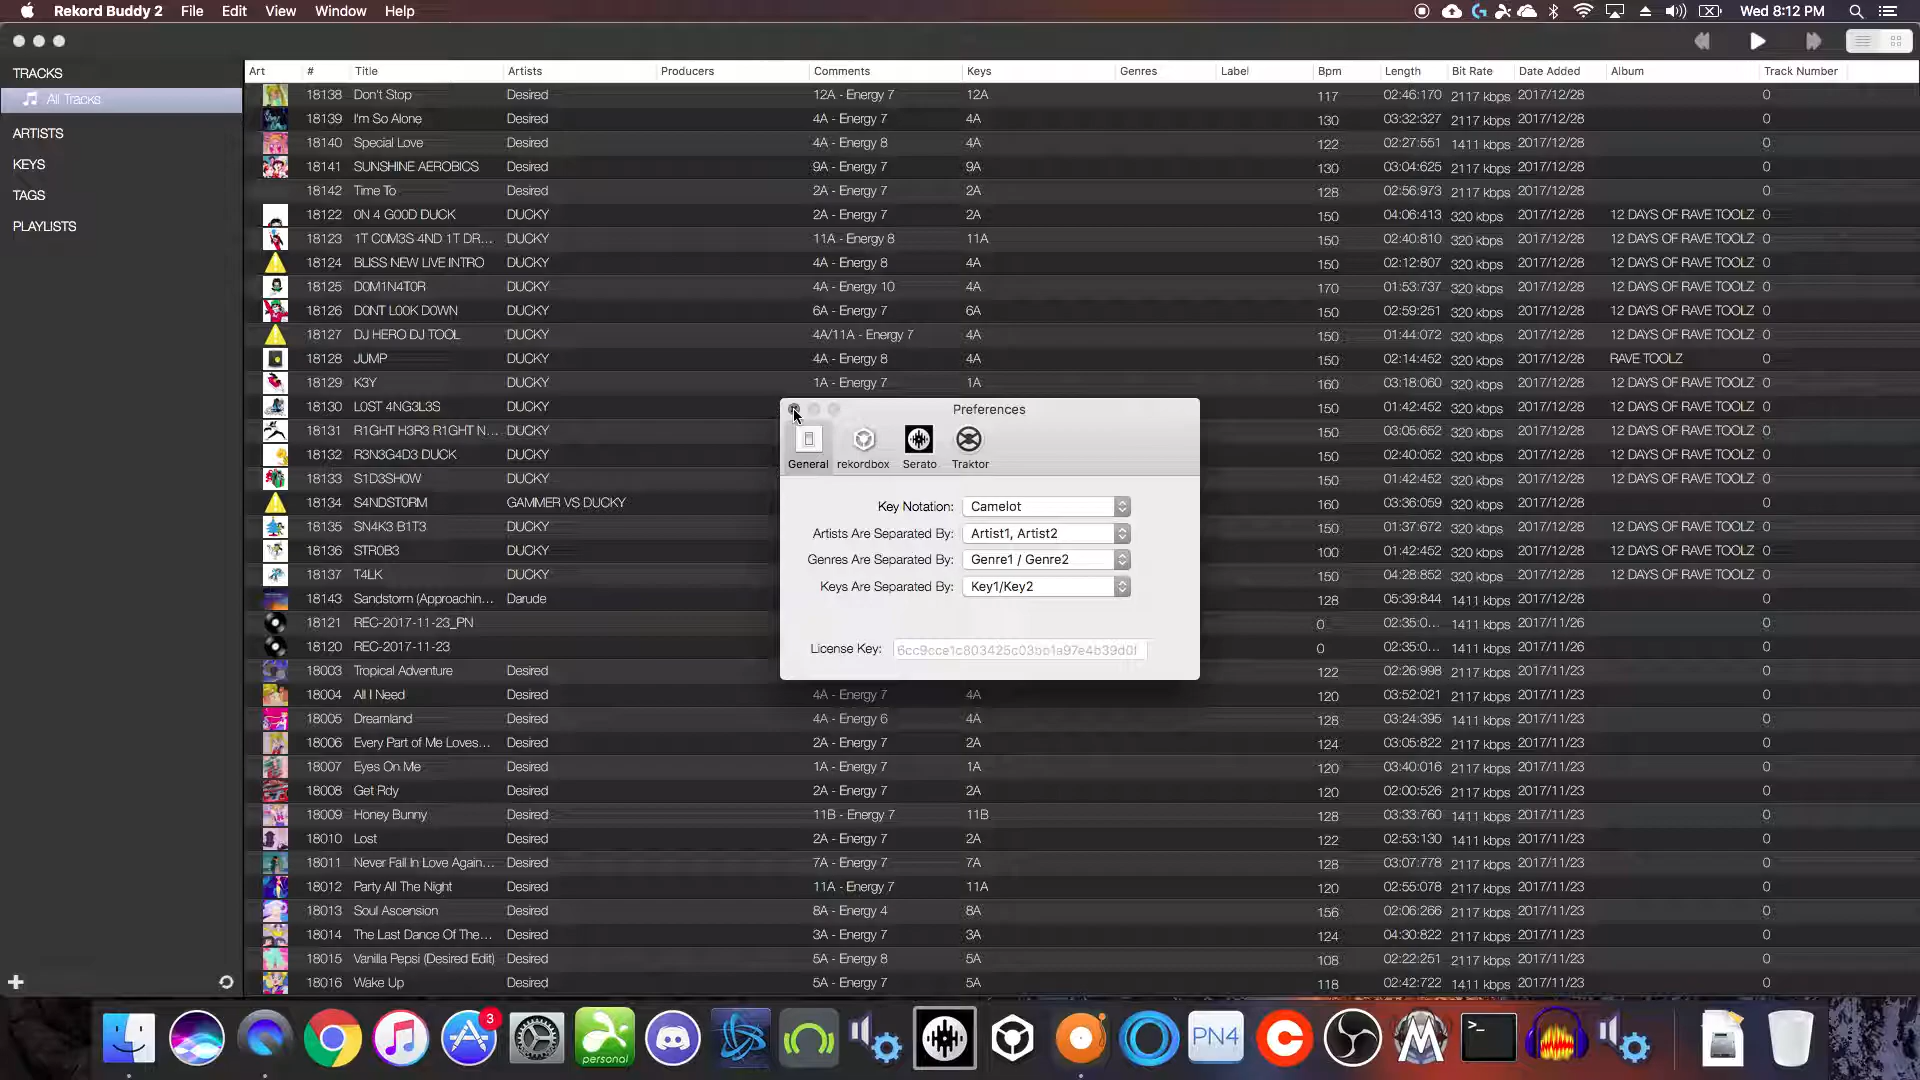 Rekord Buddy 2 File Edit View Window Help Wed 8:12 PM
TRACKS
All Tracks
ARTISTS
KEYS
TAGS
PLAYLISTS
Art # Title Artists Producers Comments Keys Genres Label Bpm Length Bit Rate Date Added Album Track Number
18138 Don't Stop Desired 12A - Energy 7 12A 117 02:46:170 2117 kbps 2017/12/28 0
18139 I'm So Alone Desired 4A - Energy 7 4A 130 03:32:327 2117 kbps 2017/12/28 0
18140 Special Love Desired 4A - Energy 8 4A 122 02:27:551 1411 kbps 2017/12/28 0
18141 SUNSHINE AEROBICS Desired 9A - Energy 7 9A 130 03:04:625 2117 kbps 2017/12/28 0
18142 Time To Desired 2A - Energy 7 2A 128 02:56:973 2117 kbps 2017/12/28 0
18122 0N 4 G00D DUCK DUCKY 2A - Energy 7 2A 150 04:06:413 320 kbps 2017/12/28 12 DAYS OF RAVE TOOLZ 0
18123 1T C0M3S 4ND 1T DR... DUCKY 11A - Energy 8 11A 150 02:40:810 320 kbps 2017/12/28 12 DAYS OF RAVE TOOLZ 0
18124 BLISS NEW LIVE INTRO DUCKY 4A - Energy 8 4A 150 02:12:807 320 kbps 2017/12/28 12 DAYS OF RAVE TOOLZ 0
18125 D0M1N4T0R DUCKY 4A - Energy 10 4A 170 01:53:737 320 kbps 2017/12/28 12 DAYS OF RAVE TOOLZ 0
18126 D0NT L00K D0WN DUCKY 6A - Energy 7 6A 150 02:59:251 320 kbps 2017/12/28 12 DAYS OF RAVE TOOLZ 0
18127 DJ HERO DJ TOOL DUCKY 4A/11A - Energy 7 4A 150 01:44:072 320 kbps 2017/12/28 12 DAYS OF RAVE TOOLZ 0
18128 JUMP DUCKY 4A - Energy 8 4A 150 02:14:452 320 kbps 2017/12/28 RAVE TOOLZ 0
18129 K3Y DUCKY 1A - Energy 7 1A 160 03:18:060 320 kbps 2017/12/28 12 DAYS OF RAVE TOOLZ 0
18130 L0ST 4NG3L3S DUCKY 150 01:42:452 320 kbps 2017/12/28 12 DAYS OF RAVE TOOLZ 0
18131 R1GHT H3R3 R1GHT N... DUCKY 150 03:05:652 320 kbps 2017/12/28 12 DAYS OF RAVE TOOLZ 0
18132 R3N3G4D3 DUCK DUCKY 150 02:40:052 320 kbps 2017/12/28 12 DAYS OF RAVE TOOLZ 0
18133 S1D3SH0W DUCKY 150 01:42:452 320 kbps 2017/12/28 12 DAYS OF RAVE TOOLZ 0
18134 S4NDST0RM GAMMER VS DUCKY 160 03:36:059 320 kbps 2017/12/28 0
18135 SN4K3 B1T3 DUCKY 150 01:37:672 320 kbps 2017/12/28 12 DAYS OF RAVE TOOLZ 0
18136 STR0B3 DUCKY 100 01:42:452 320 kbps 2017/12/28 12 DAYS OF RAVE TOOLZ 0
18137 T4LK DUCKY 150 04:28:852 320 kbps 2017/12/28 12 DAYS OF RAVE TOOLZ 0
18143 Sandstorm (Approachin... Darude 128 05:39:844 1411 kbps 2017/12/28 0
18121 REC-2017-11-23_PN 0 02:35:0... 1411 kbps 2017/11/26 0
18120 REC-2017-11-23 0 02:35:0... 1411 kbps 2017/11/26 0
18003 Tropical Adventure Desired 122 02:26:998 1411 kbps 2017/11/23 0
18004 All I Need Desired 4A - Energy 7 4A 120 03:52:021 1411 kbps 2017/11/23 0
18005 Dreamland Desired 4A - Energy 6 4A 128 03:24:395 1411 kbps 2017/11/23 0
18006 Every Part of Me Loves... Desired 2A - Energy 7 2A 124 03:05:822 2117 kbps 2017/11/23 0
18007 Eyes On Me Desired 1A - Energy 7 1A 120 03:40:016 2117 kbps 2017/11/23 0
18008 Get Rdy Desired 2A - Energy 7 2A 120 02:00:526 2117 kbps 2017/11/23 0
18009 Honey Bunny Desired 11B - Energy 7 11B 128 03:33:760 1411 kbps 2017/11/23 0
18010 Lost Desired 2A - Energy 7 2A 122 02:53:130 1411 kbps 2017/11/23 0
18011 Never Fall In Love Again... Desired 7A - Energy 7 7A 128 03:07:778 2117 kbps 2017/11/23 0
18012 Party All The Night Desired 11A - Energy 7 11A 120 02:55:078 1411 kbps 2017/11/23 0
18013 Soul Ascension Desired 8A - Energy 4 8A 156 02:06:266 2117 kbps 2017/11/23 0
18014 The Last Dance Of The... Desired 3A - Energy 7 3A 124 04:30:822 2117 kbps 2017/11/23 0
18015 Vanilla Pepsi (Desired Edit) Desired 5A - Energy 8 5A 108 02:22:251 2117 kbps 2017/11/23 0
18016 Wake Up Desired 5A - Energy 7 5A 118 02:42:722 1411 kbps 2017/11/23 0
Preferences
General rekordbox Serato Traktor
Key Notation: Camelot
Artists Are Separated By: Artist1, Artist2
Genres Are Separated By: Genre1 / Genre2
Keys Are Separated By: Key1/Key2
License Key:
3
personal
PN4